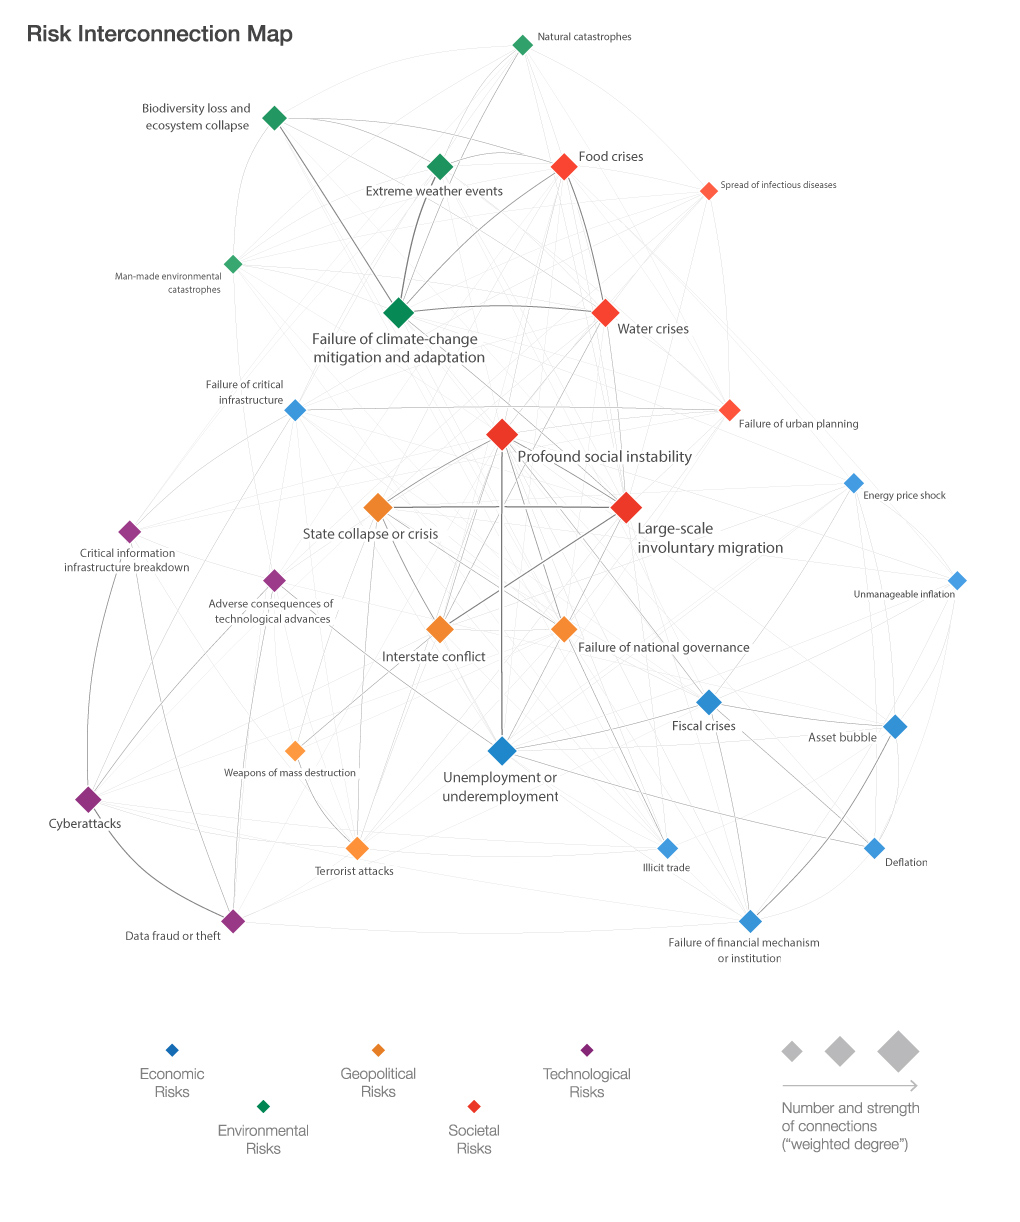 Risk Interconnection Map
Natural catastrophes
Biodiversity loss and
ecosystem collapse
Food crises
Extreme weather events
Spread of infectious diseases
Man-made environmental
catastrophes
Failure of climate-change
mitigation and adaptation
Water crises
Failure of critical
infrastructure
Failure of urban planning
Profound social instability
Energy price shock
State collapse or crisis
Large-scale
involuntary migration
Critical information
infrastructure breakdown
Unmanageable inflation
Adverse consequences of
technological advances
Interstate conflict
Failure of national governance
Fiscal crises
Asset bubble
Weapons of mass destruction
Unemployment or
underemployment
Cyberattacks
Terrorist attacks
Illicit trade
Deflation
Data fraud or theft
Failure of financial mechanism
or institution
Economic
Risks
Geopolitical
Risks
Technological
Risks
Environmental
Risks
Societal
Risks
Number and strength
of connections
(“weighted degree”)